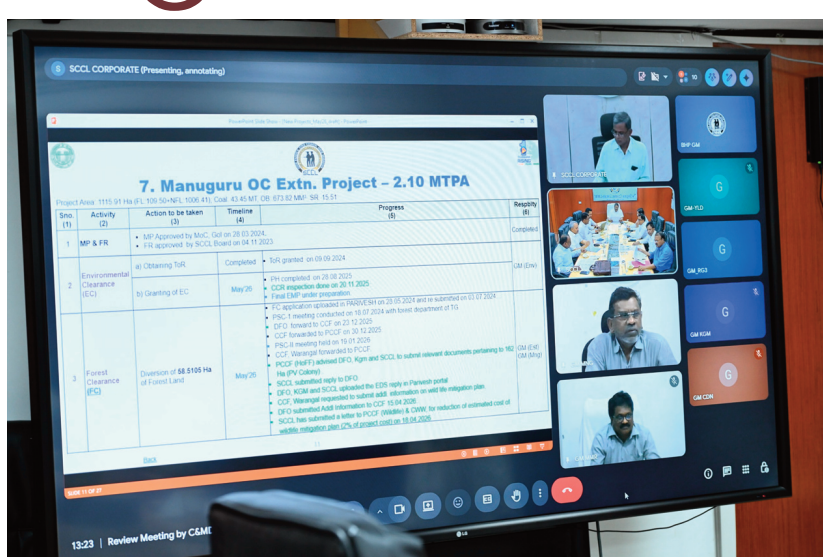 S SCCL CORPORATE (Presenting, annotating)
10
PowerPoint Slide Show
SCCL
7. Manuguru OC Extn. Project – 2.10 MTPA
Project Area : 1115.91 Ha (FL:109.50+NFL:1006.41), Coal: 43.45 MT, OB: 673.82 MM³ SR: 15.51
Sno. (1) Activity (2) Action to be taken (3) Timeline (4) Progress (5) Respblty (6)
1 MP & FR
• MP Approved by MoC, GoI on 28.03.2024.
• FR approved by SCCL Board on 04.11.2023.
Completed
2 Environmental Clearance (EC)
a) Obtaining ToR Completed • ToR granted on 09.09.2024
b) Granting of EC May'26
• PH completed on 28.08.2025
• CCR inspection done on 20.11.2025
• Final EMP under preparation
GM (Env)
3 Forest Clearance (FC)
Diversion of 58.5105 Ha of Forest Land
May'26
• FC application uploaded in PARIVESH on 20.05.2024 and re submitted on 03.07.2024
• PSC-1 meeting conducted on 18.07.2024 with forest department of TG
• DFO forward to CCF on 23.12.2025
• CCF forwarded to PCCF on 30.12.2025
• PSC-II meeting held on 19.01.2026
• CCF, Warangal forwarded to PCCF
• PCCF (HoFF) advised DFO, Kgm and SCCL to submit relevant documents pertaining to 162 Ha (PV Colony)
• SCCL submitted reply to DFO
• DFO, KGM and SCCL uploaded the EDS reply in Parivesh portal
• CCF, Warangal requested to submit addl. information on wild life mitigation plan
• DFO submitted Addl Information to CCF 15.04.2026
• SCCL has submitted a letter to PCCF (Wildlife) & CWW, for reduction of estimated cost of wildlife mitigation plan (2% of project cost) on 18.04.2026
GM (Est)
GM (Mng)
Back
SLIDE 11 OF 37
SCCL CORPORATE
BHP GM
G
GM-YLD
G
GM_RG3
G
GM KGM
G
GM CDN
13:23 | Review Meeting by C&MD
LG